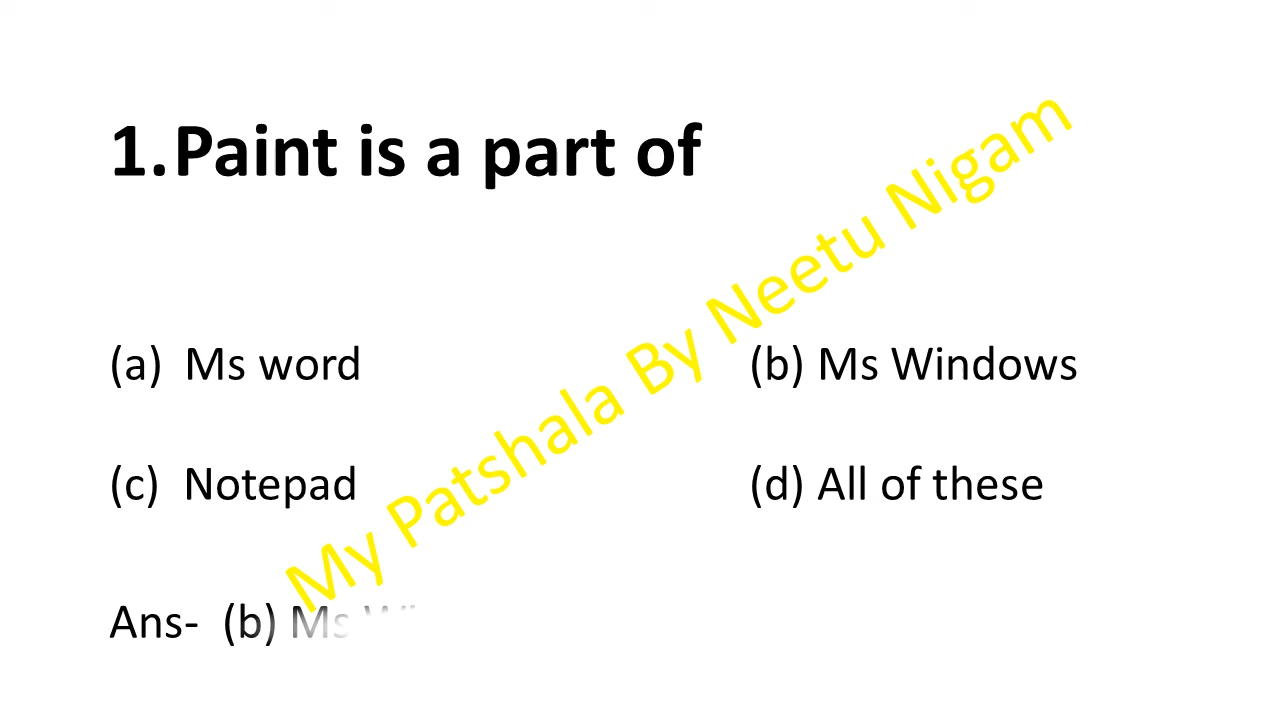 1. Paint is a part of
(a) Ms word (b) Ms Windows
(c) Notepad (d) All of these
Ans- (b) Ms
My Patshala By Neetu Nigam